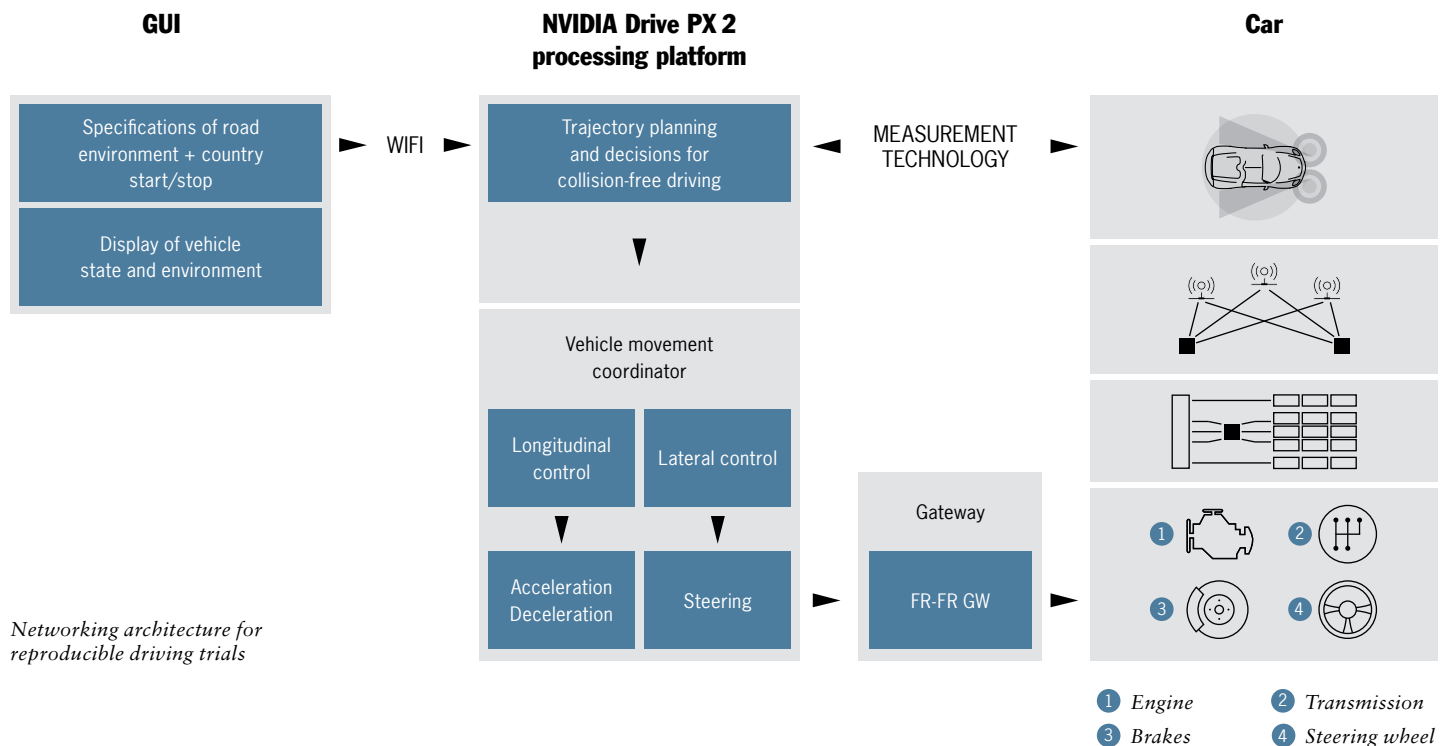 GUI
NVIDIA Drive PX 2
processing platform
Car
Specifications of road
environment + country
start/stop
Display of vehicle
state and environment
WIFI
Trajectory planning
and decisions for
collision-free driving
MEASUREMENT
TECHNOLOGY
Vehicle movement
coordinator
Longitudinal
control
Lateral control
Acceleration
Deceleration
Steering
Gateway
FR-FR GW
1
2
3
4
Networking architecture for
reproducible driving trials
1 Engine
2 Transmission
3 Brakes
4 Steering wheel